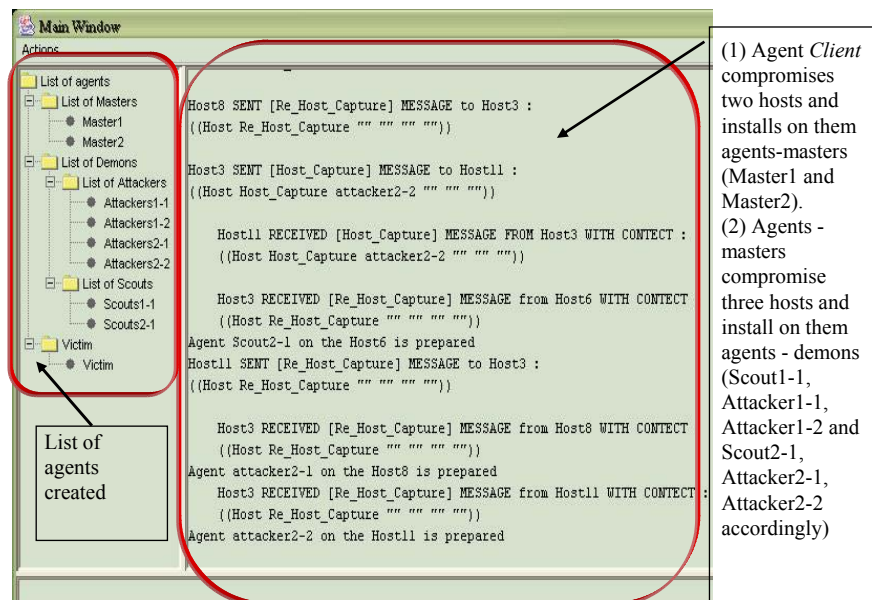 Main Window
Actions
List of agents
List of Masters
Master1
Master2
List of Demons
List of Attackers
Attackers1-1
Attackers1-2
Attackers2-1
Attackers2-2
List of Scouts
Scouts1-1
Scouts2-1
Victim
Victim
List of
agents
created
Host8 SENT [Re_Host_Capture] MESSAGE to Host3 :
((Host Re_Host_Capture "" "" "" ""))
Host3 SENT [Host_Capture] MESSAGE to Host11 :
((Host Host_Capture attacker2-2 "" "" ""))
Host11 RECEIVED [Host_Capture] MESSAGE FROM Host3 WITH CONTECT :
((Host Host_Capture attacker2-2 "" "" ""))
Host3 RECEIVED [Re_Host_Capture] MESSAGE from Host6 WITH CONTECT
((Host Re_Host_Capture "" "" "" ""))
Agent Scout2-1 on the Host6 is prepared
Host11 SENT [Re_Host_Capture] MESSAGE to Host3 :
((Host Re_Host_Capture "" "" "" ""))
Host3 RECEIVED [Re_Host_Capture] MESSAGE from Host8 WITH CONTECT
((Host Re_Host_Capture "" "" "" ""))
Agent attacker2-1 on the Host8 is prepared
Host3 RECEIVED [Re_Host_Capture] MESSAGE from Host11 WITH CONTECT :
((Host Re_Host_Capture "" "" "" ""))
Agent attacker2-2 on the Host11 is prepared
(1) Agent Client
compromises
two hosts and
installs on them
agents-masters
(Master1 and
Master2).
(2) Agents -
masters
compromise
three hosts and
install on them
agents - demons
(Scout1-1,
Attacker1-1,
Attacker1-2 and
Scout2-1,
Attacker2-1,
Attacker2-2
accordingly)